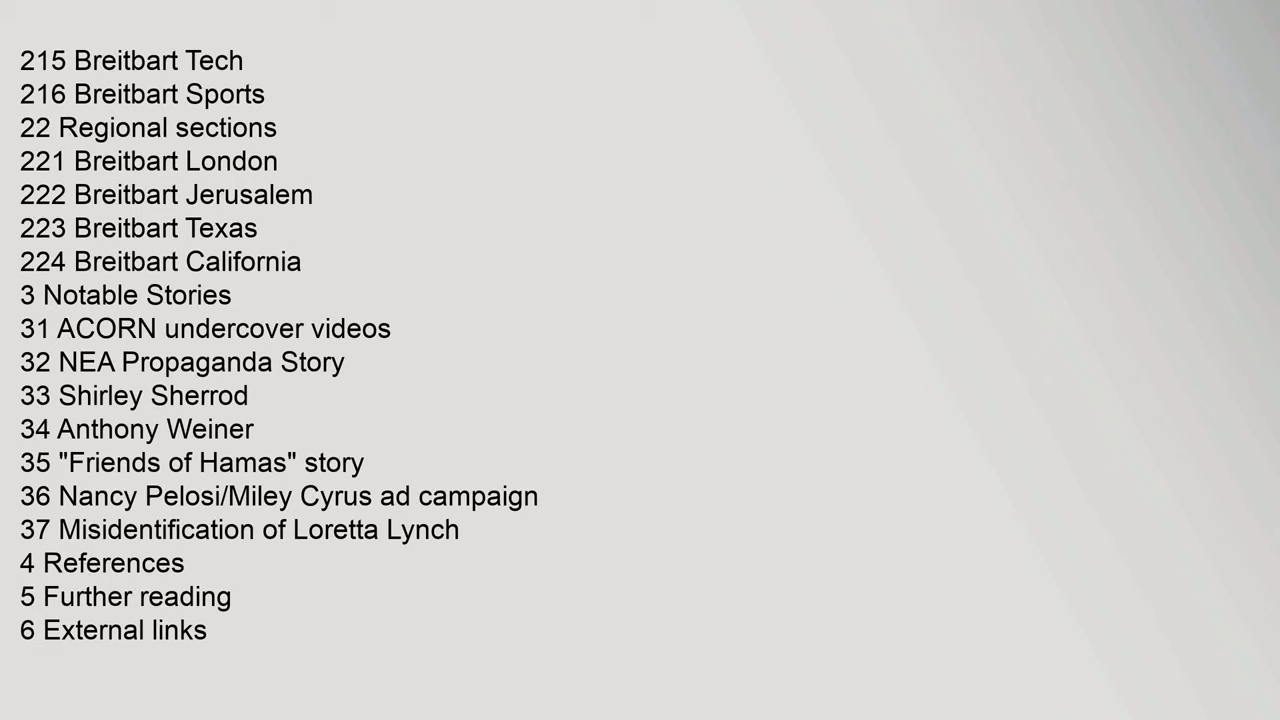 215 Breitbart Tech
216 Breitbart Sports
22 Regional sections
221 Breitbart London
222 Breitbart Jerusalem
223 Breitbart Texas
224 Breitbart California
3 Notable Stories
31 ACORN undercover videos
32 NEA Propaganda Story
33 Shirley Sherrod
34 Anthony Weiner
35 "Friends of Hamas" story
36 Nancy Pelosi/Miley Cyrus ad campaign
37 Misidentification of Loretta Lynch
4 References
5 Further reading
6 External links